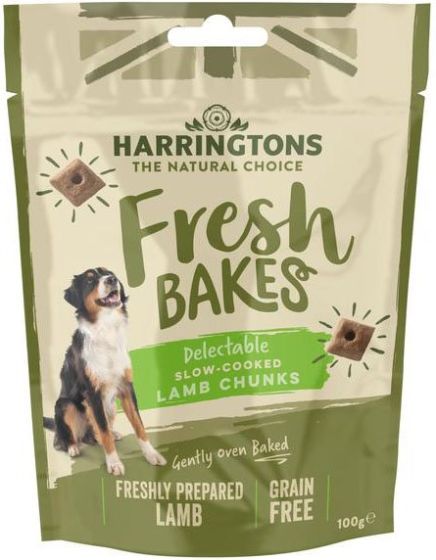 HARRINGTONS
THE NATURAL CHOICE
Fresh
BAKES
Delectable
SLOW-COOKED
LAMB CHUNKS
Gently Oven Baked
FRESHLY PREPARED
LAMB
GRAIN
FREE
100g e